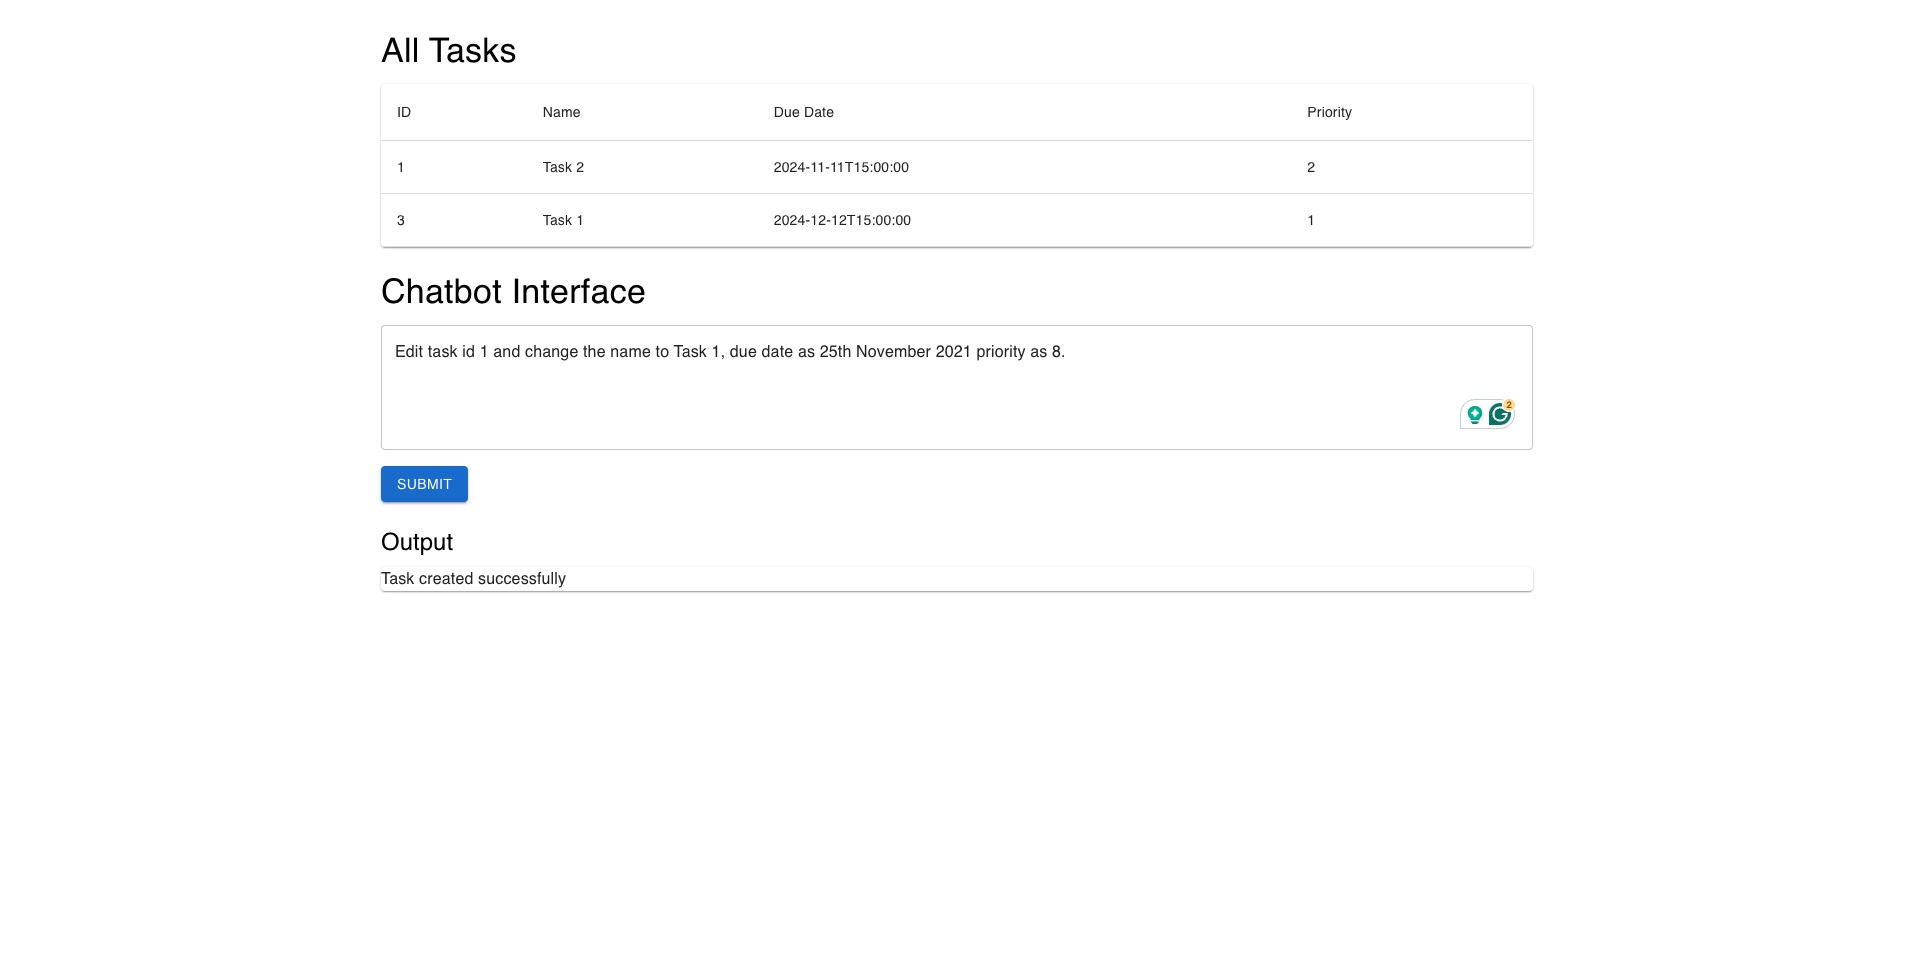 All Tasks
ID Name Due Date Priority
1 Task 2 2024-11-11T15:00:00 2
3 Task 1 2024-12-12T15:00:00 1
Chatbot Interface
Edit task id 1 and change the name to Task 1, due date as 25th November 2021 priority as 8.
2
SUBMIT
Output
Task created successfully